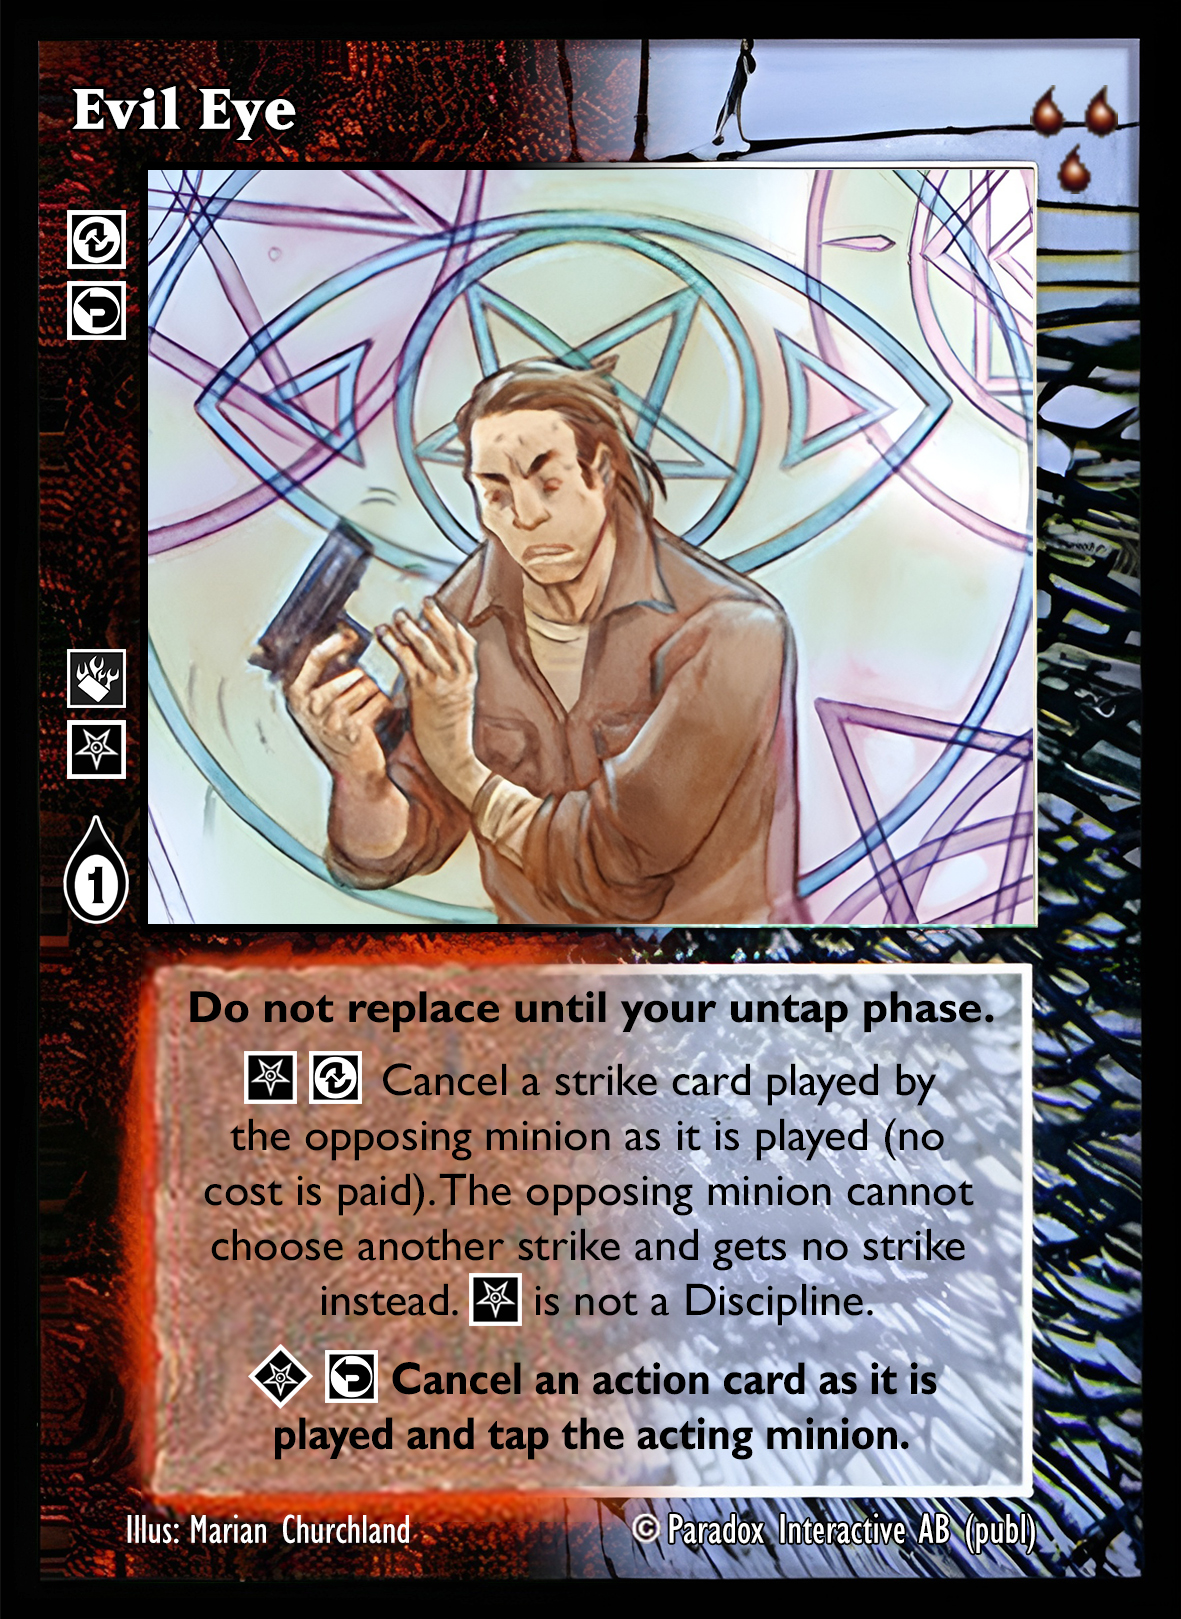 Evil Eye
1
Do not replace until your untap phase.
Cancel a strike card played by
the opposing minion as it is played (no
cost is paid). The opposing minion cannot
choose another strike and gets no strike
instead. is not a Discipline.
Cancel an action card as it is
played and tap the acting minion.
Illus: Marian Churchland
© Paradox Interactive AB (publ)